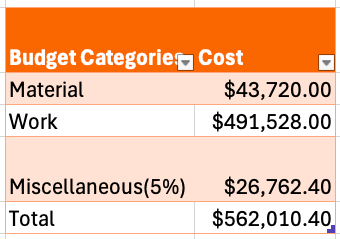 Budget Categories Cost
Material $43,720.00
Work $491,528.00
Miscellaneous(5%) $26,762.40
Total $562,010.40